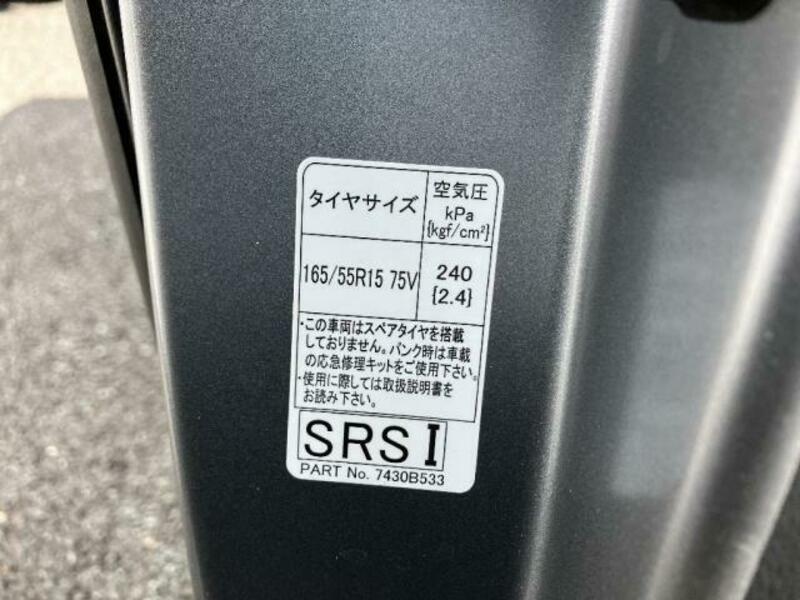 タイヤサイズ
空気圧
kPa
{kgf/cm²}
165/55R15 75V
240
{2.4}
・この車両はスペアタイヤを搭載
しておりません。パンク時は車載
の応急修理キットをご使用下さい。
・使用に際しては取扱説明書を
お読み下さい。
SRS I
PART No. 7430B533